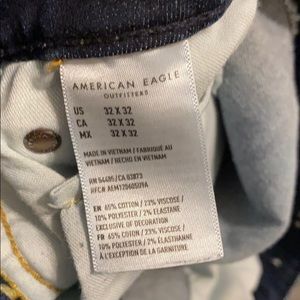 AMERICAN EAGLE
OUTFITTERS
US 32 X 32
CA 32 X 32
MX 32 X 32
MADE IN VIETNAM / FABRIQUÉ AU
VIETNAM / HECHO EN VIETNAM
RN 54485/CA 03873
RFC#
EN 65% COTTON / 23% VISCOSE /
10% POLYESTER / 2% ELASTANE
EXCLUSIVE OF DECORATION
FR 65% COTON / 23% VISCOSE /
10% POLYESTER / 2% ÉLASTHANNE
À L'EXCEPTION DE LA GARNITURE